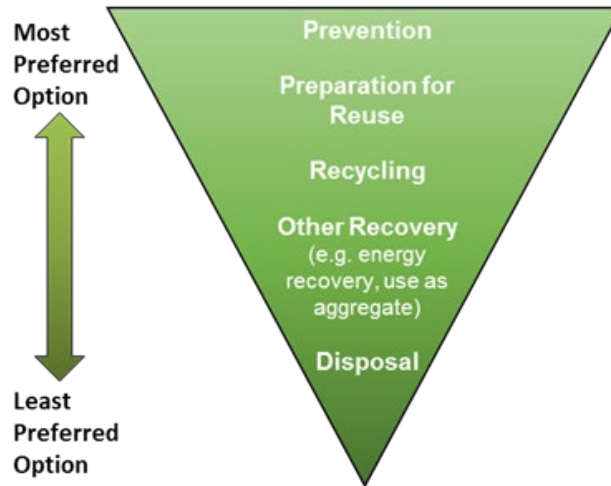 Most
Preferred
Option
Prevention
Preparation for
Reuse
Recycling
Other Recovery
(e.g. energy
recovery, use as
aggregate)
Disposal
Least
Preferred
Option